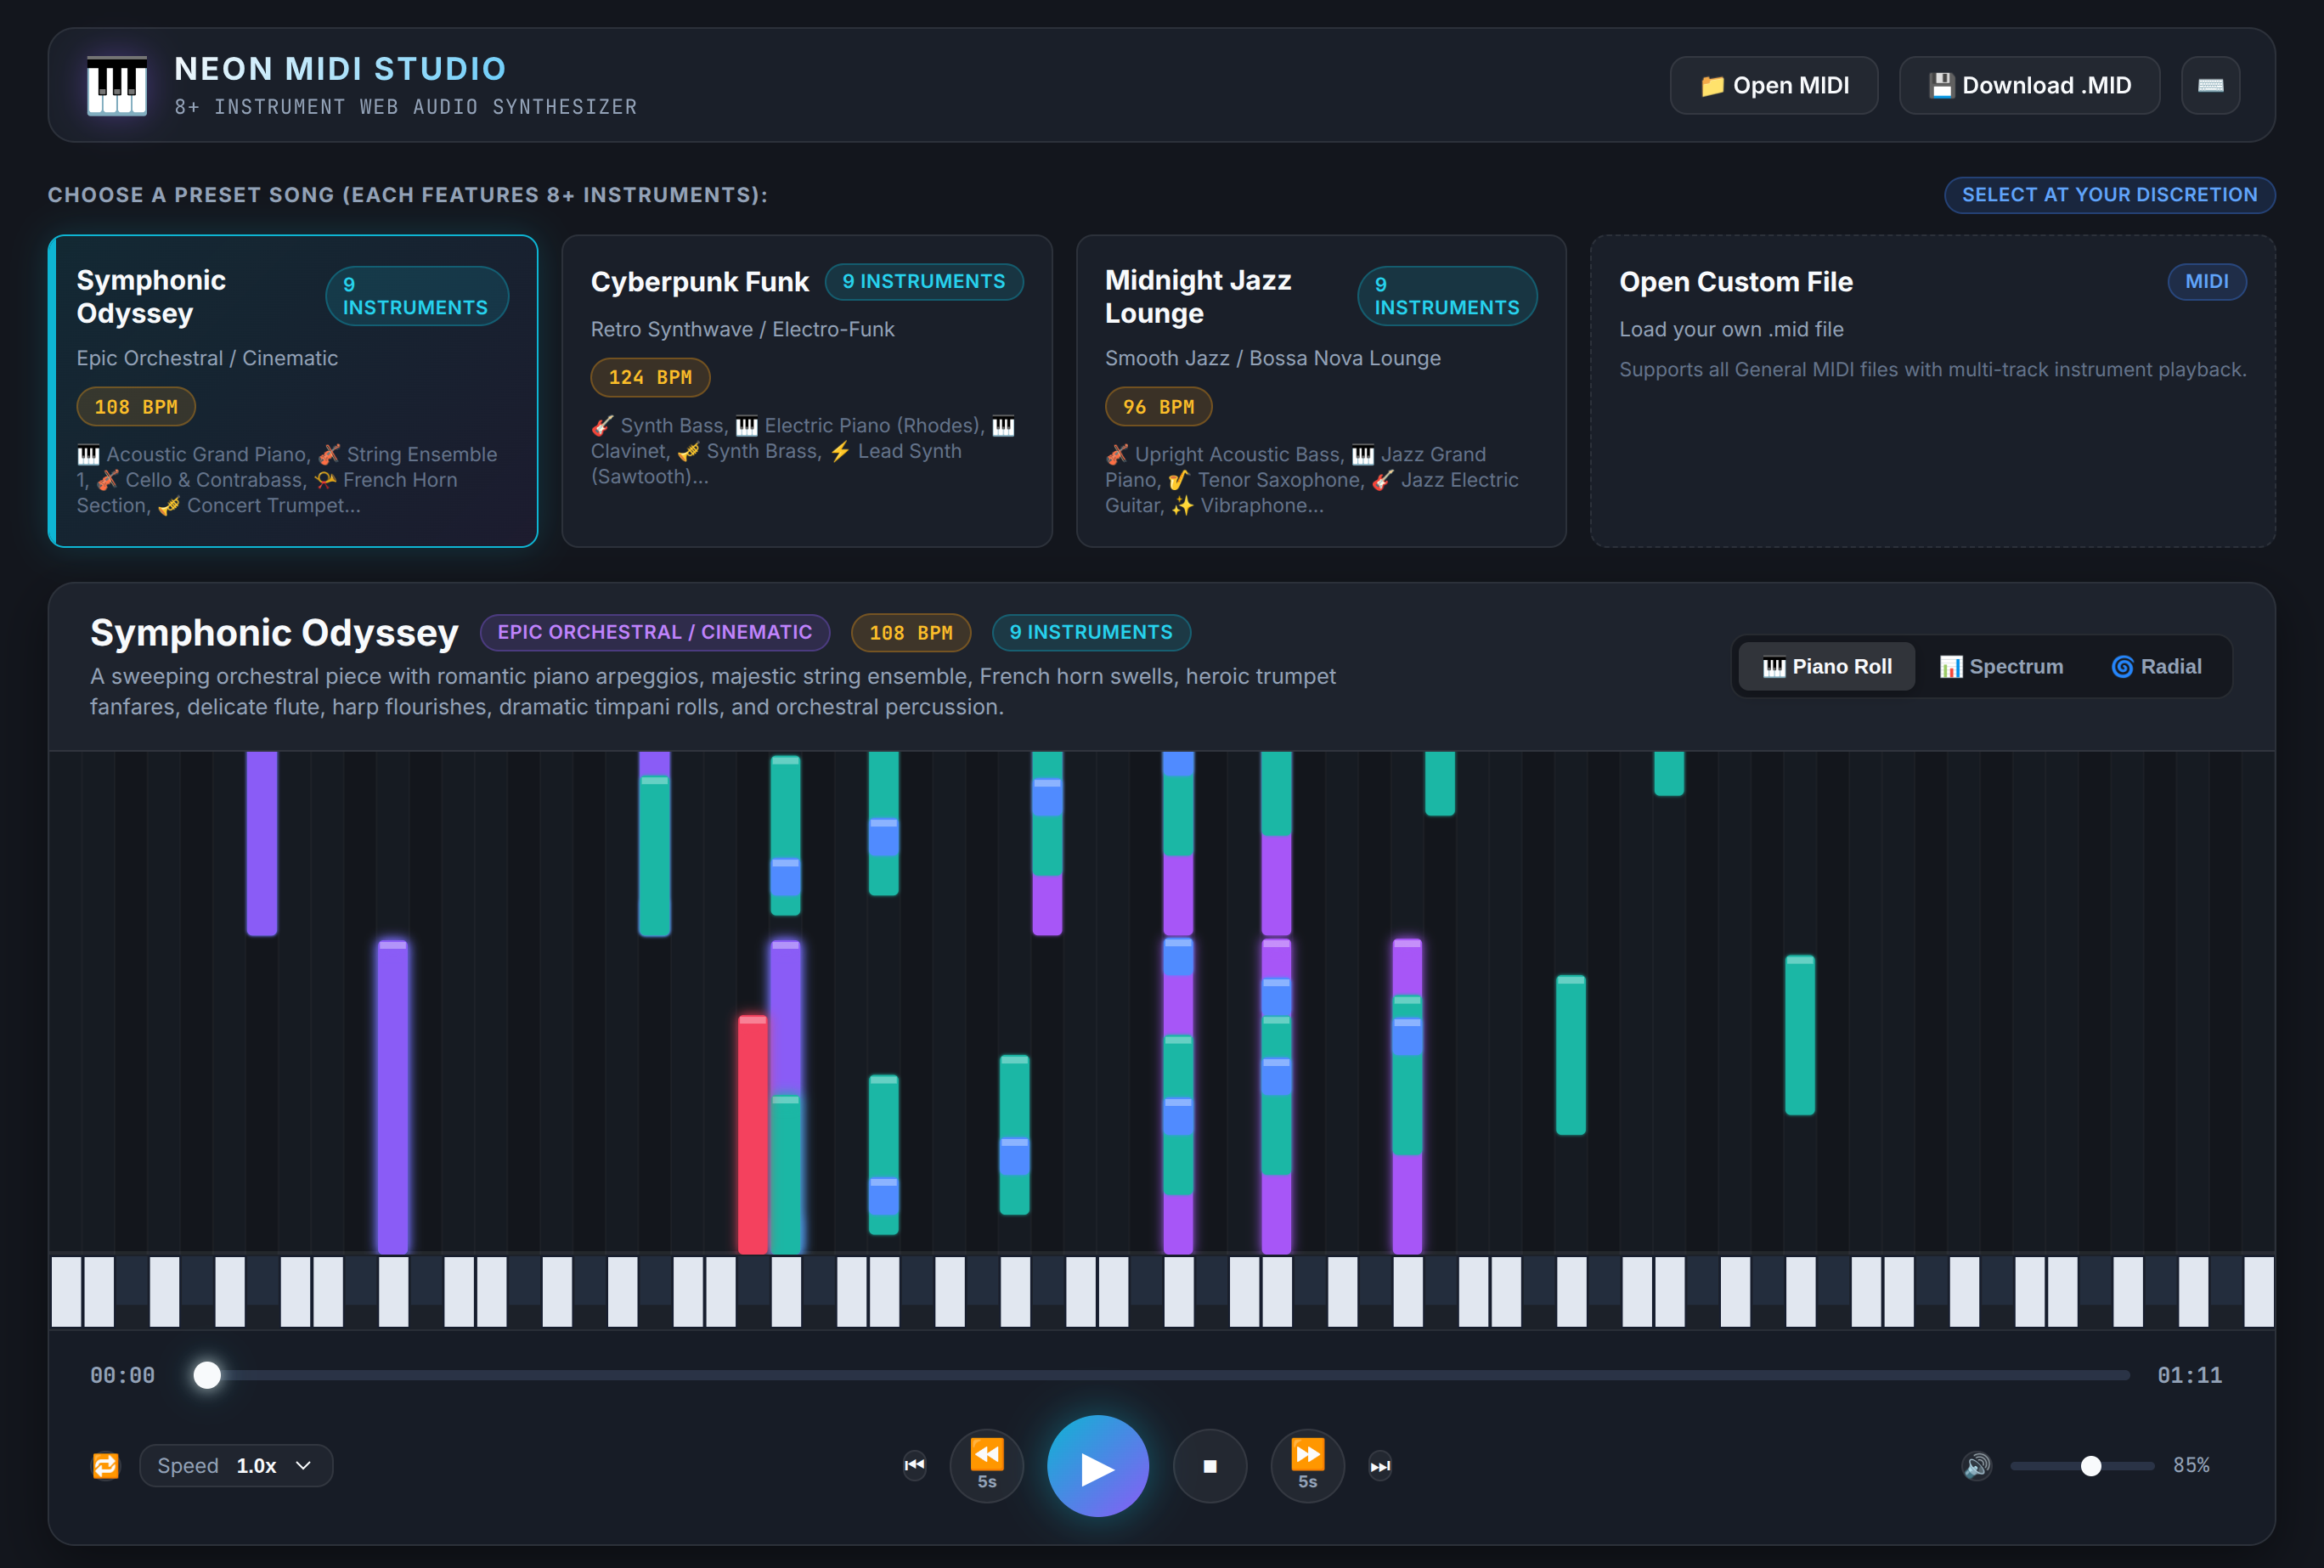 NEON MIDI STUDIO
8+ INSTRUMENT WEB AUDIO SYNTHESIZER
📁 Open MIDI
💾 Download .MID
CHOOSE A PRESET SONG (EACH FEATURES 8+ INSTRUMENTS):
SELECT AT YOUR DISCRETION
Symphonic
Odyssey
9
INSTRUMENTS
Epic Orchestral / Cinematic
108 BPM
🎹 Acoustic Grand Piano, 🎻 String Ensemble
1, 🎻 Cello & Contrabass, 📯 French Horn
Section, 🎺 Concert Trumpet...
Cyberpunk Funk
9 INSTRUMENTS
Retro Synthwave / Electro-Funk
124 BPM
🎸 Synth Bass, 🎹 Electric Piano (Rhodes), 🎹
Clavinet, 🎺 Synth Brass, ⚡ Lead Synth
(Sawtooth)...
Midnight Jazz
Lounge
9
INSTRUMENTS
Smooth Jazz / Bossa Nova Lounge
96 BPM
🎻 Upright Acoustic Bass, 🎹 Jazz Grand
Piano, 🎷 Tenor Saxophone, 🎸 Jazz Electric
Guitar, ✨ Vibraphone...
Open Custom File
MIDI
Load your own .mid file
Supports all General MIDI files with multi-track instrument playback.
Symphonic Odyssey
EPIC ORCHESTRAL / CINEMATIC
108 BPM
9 INSTRUMENTS
A sweeping orchestral piece with romantic piano arpeggios, majestic string ensemble, French horn swells, heroic trumpet
fanfares, delicate flute, harp flourishes, dramatic timpani rolls, and orchestral percussion.
🎹 Piano Roll
📊 Spectrum
🌀 Radial
00:00
01:11
Speed 1.0x
5s
5s
85%